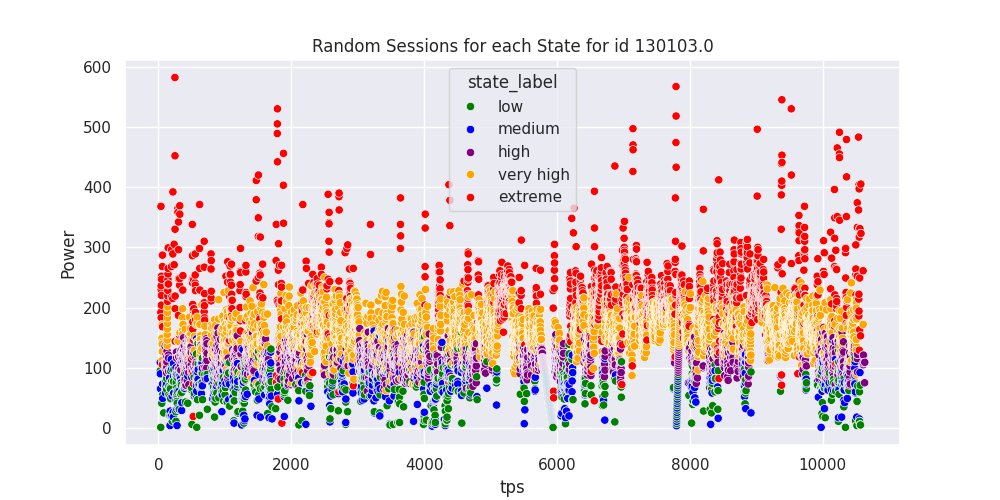 Random Sessions for each State for id 130103.0
600
500
400
300
200
100
0
Power
state_label
low
medium
high
very high
extreme
0
2000
4000
6000
8000
10000
tps